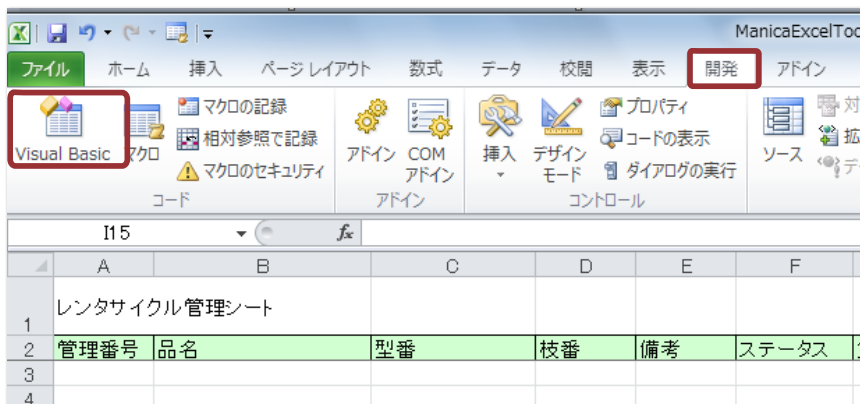 ManicaExcelToo
ファイル ホーム 挿入 ページ レイアウト 数式 データ 校閲 表示 開発 アドイン
Visual Basic マクロ
マクロの記録
相対参照で記録
マクロのセキュリティ
コード
アドイン COM アドイン
アドイン
挿入 デザイン モード
プロパティ
コードの表示
ダイアログの実行
コントロール
ソース
対
拡
デ
I15 fx
A B C D E F
1 レンタサイクル管理シート
2 管理番号 品名 型番 枝番 備考 ステータス
3
4